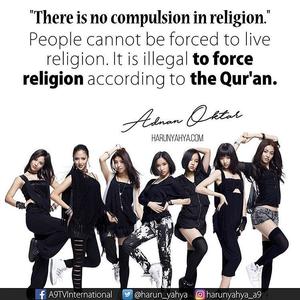 "There is no compulsion in religion."
People cannot be forced to live
religion. It is illegal to force
religion according to the Qur'an.
Adnan Oktar
HARUNYAHYA.COM
A9TVInternational @harun_yahya harunyahya_a9